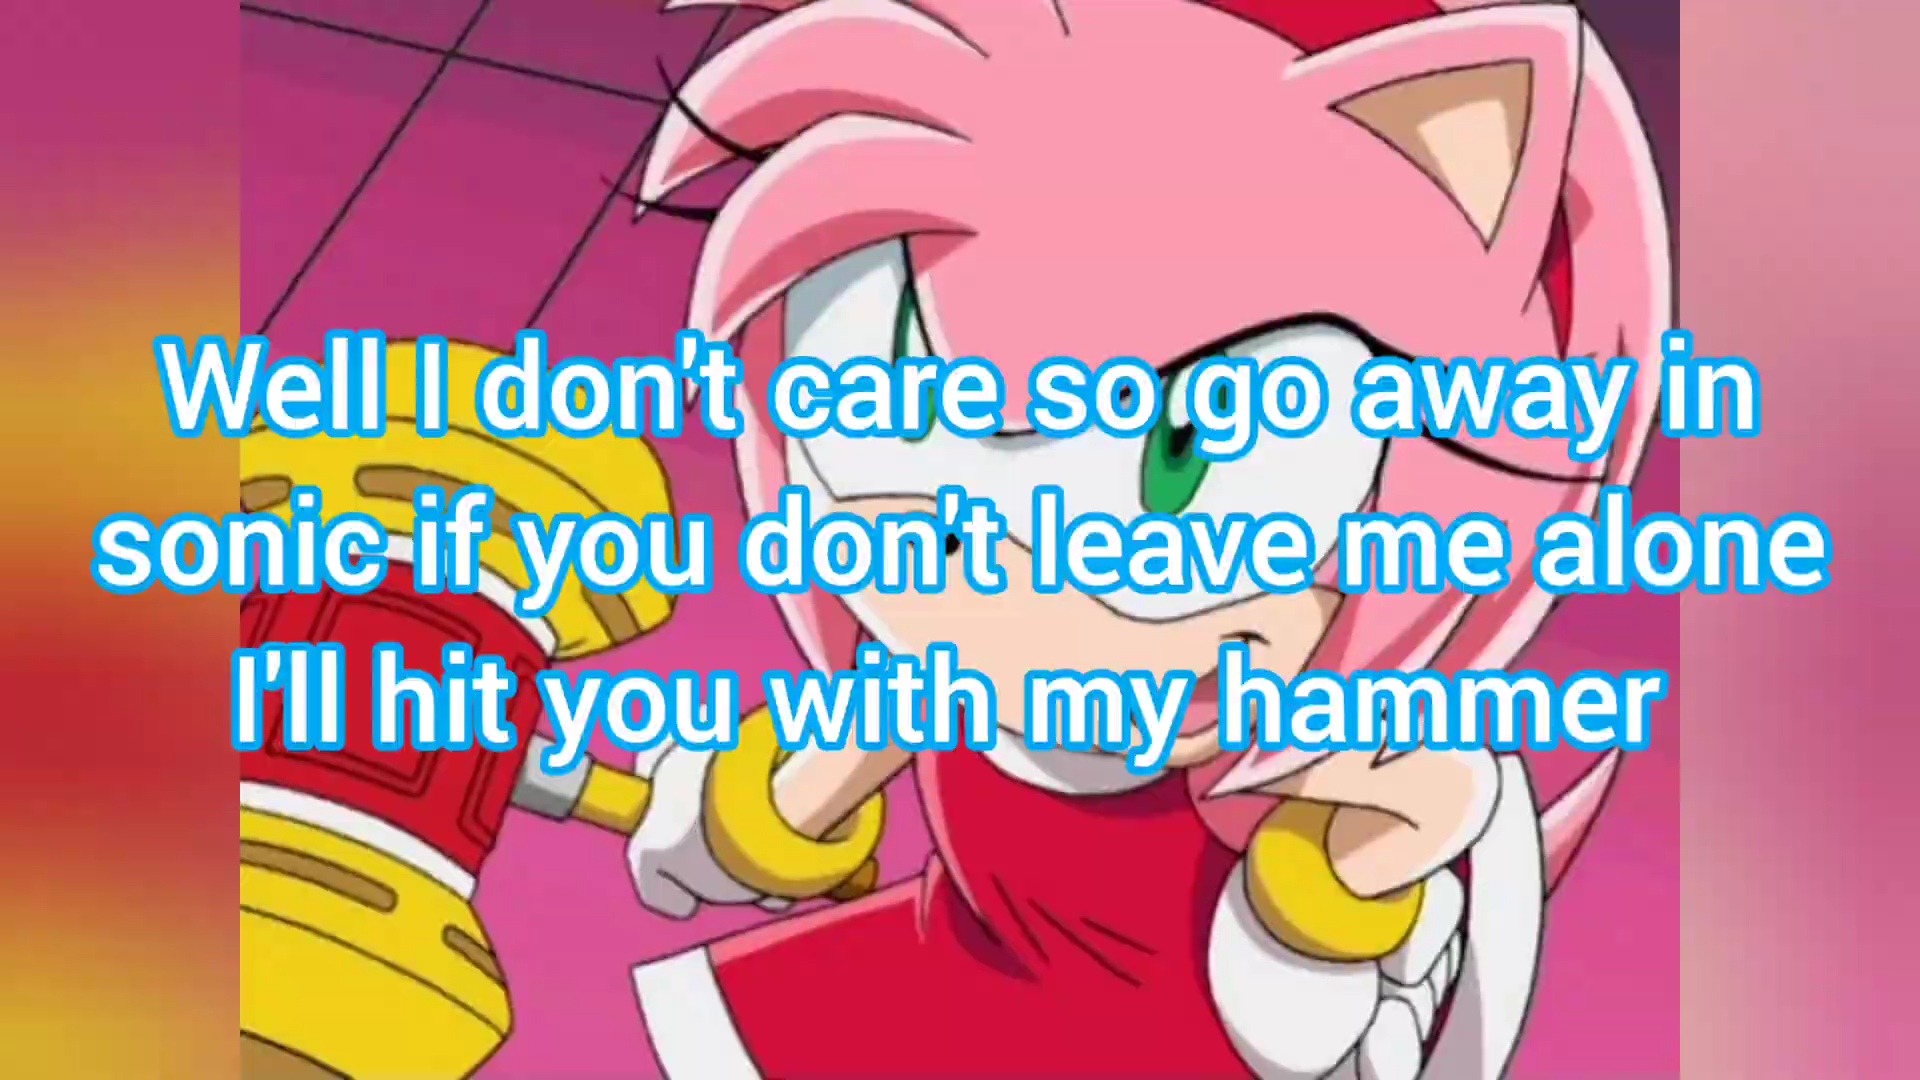 Well I don't care so go away in
sonic if you don't leave me alone
I'll hit you with my hammer